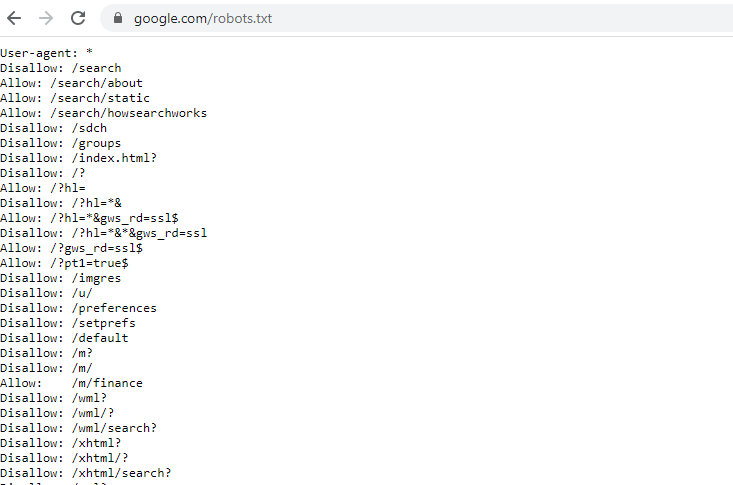 google.com/robots.txt
User-agent: *
Disallow: /search
Allow: /search/about
Allow: /search/static
Allow: /search/howsearchworks
Disallow: /sdch
Disallow: /groups
Disallow: /index.html?
Disallow: /?
Allow: /?hl=
Disallow: /?hl=*&
Allow: /?hl=*&gws_rd=ssl$
Disallow: /?hl=*&*&gws_rd=ssl
Allow: /?gws_rd=ssl$
Allow: /?pt1=true$
Disallow: /imgres
Disallow: /u/
Disallow: /preferences
Disallow: /setprefs
Disallow: /default
Disallow: /m?
Disallow: /m/
Allow:    /m/finance
Disallow: /wml?
Disallow: /wml/?
Disallow: /wml/search?
Disallow: /xhtml?
Disallow: /xhtml/?
Disallow: /xhtml/search?